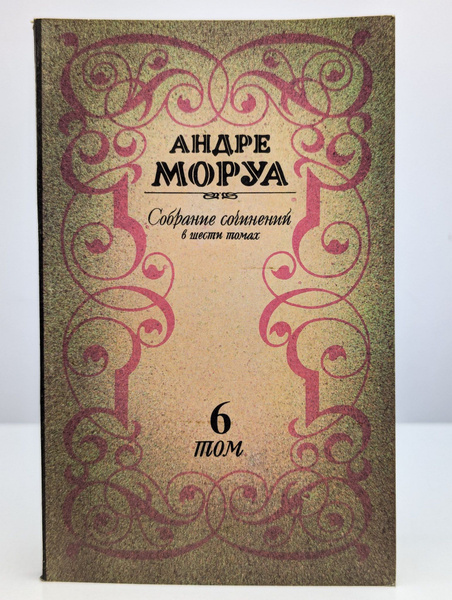 АНДРЕ
МОРУА
Собрание сочинений
в шести томах
6
том